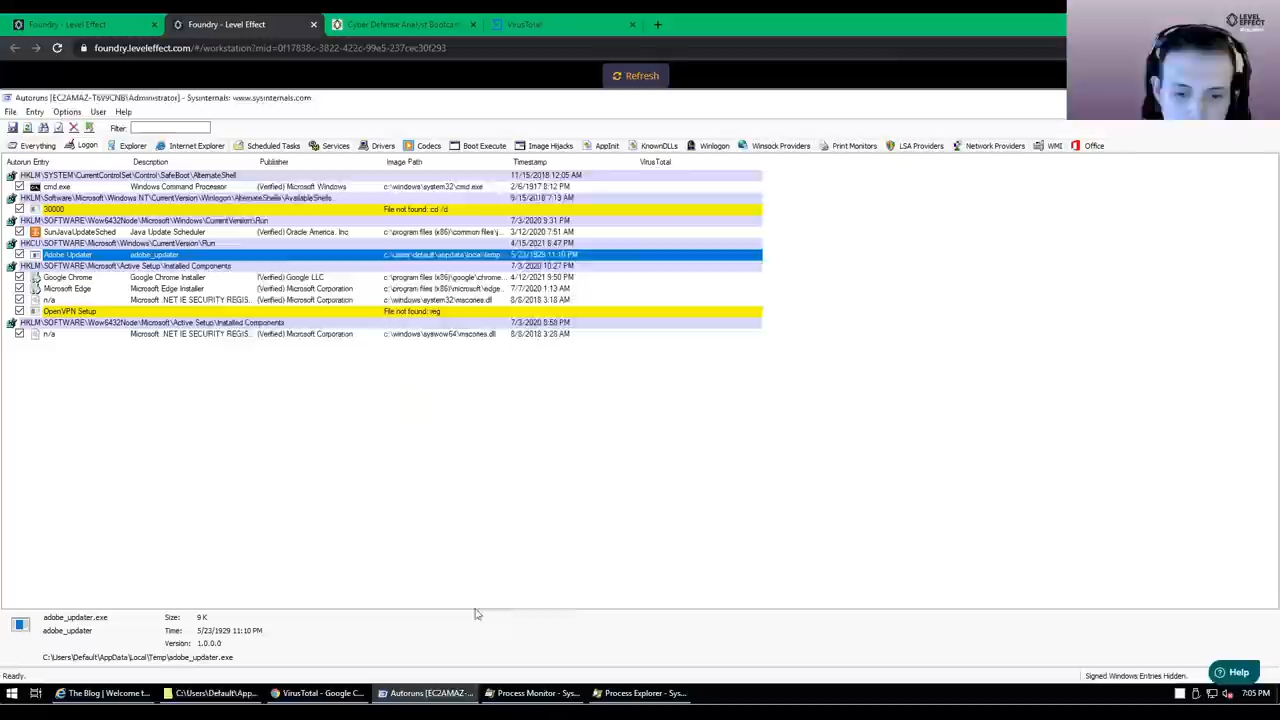 Foundry - Level Effect
Foundry - Level Effect
Cyber Defense Analyst Bootcam
VirusTotal
foundry.leveleffect.com/#/workstation?mid=0f17838c-3822-422c-99e5-237cec30f293
LEVEL
EFFECT
Refresh
Autoruns [EC2AMAZ-T6V9CNB\Administrator] - Sysinternals: www.sysinternals.com
File Entry Options User Help
Filter:
Everything Logon Explorer Internet Explorer Scheduled Tasks Services Drivers Codecs Boot Execute Image Hijacks AppInit KnownDLLs Winlogon Winsock Providers Print Monitors LSA Providers Network Providers WMI Office
Autorun Entry Description Publisher Image Path Timestamp VirusTotal
HKLM\SYSTEM\CurrentControlSet\Control\SafeBoot\AlternateShell 11/15/2018 12:05 AM
cmd.exe Windows Command Processor (Verified) Microsoft Windows c:\windows\system32\cmd.exe 2/6/1917 8:12 PM
HKLM\Software\Microsoft\Windows NT\CurrentVersion\Winlogon\AlternateShells\AvailableShells 9/15/2018 7:19 AM
30000 File not found: cd /d
HKLM\SOFTWARE\Wow6432Node\Microsoft\Windows\CurrentVersion\Run 7/3/2020 9:31 PM
SunJavaUpdateSched Java Update Scheduler (Verified) Oracle America, Inc c:\program files (x86)\common files\j... 3/12/2020 7:51 AM
HKCU\SOFTWARE\Microsoft\Windows\CurrentVersion\Run 4/15/2021 6:47 PM
Adobe Updater adobe_updater c:\users\default\appdata\local\temp... 5/23/1929 11:10 PM
HKLM\SOFTWARE\Microsoft\Active Setup\Installed Components 7/3/2020 10:27 PM
Google Chrome Google Chrome Installer (Verified) Google LLC c:\program files (x86)\google\chrome... 4/12/2021 9:50 PM
Microsoft Edge Microsoft Edge Installer (Verified) Microsoft Corporation c:\program files (x86)\microsoft\edge... 7/7/2020 1:13 AM
n/a Microsoft .NET IE SECURITY REGIS... (Verified) Microsoft Corporation c:\windows\system32\mscories.dll 8/8/2018 3:18 AM
OpenVPN Setup File not found: reg
HKLM\SOFTWARE\Wow6432Node\Microsoft\Active Setup\Installed Components 7/3/2020 8:58 PM
n/a Microsoft .NET IE SECURITY REGIS... (Verified) Microsoft Corporation c:\windows\syswow64\mscories.dll 8/8/2018 3:28 AM
adobe_updater.exe Size: 9 K
adobe_updater Time: 5/23/1929 11:10 PM
Version: 1.0.0.0
C:\Users\Default\AppData\Local\Temp\adobe_updater.exe
Help
Ready. Signed Windows Entries Hidden.
The Blog | Welcome t... C:\Users\Default\App... VirusTotal - Google C... Autoruns [EC2AMAZ-... Process Monitor - Sys... Process Explorer - Sys... 7:05 PM